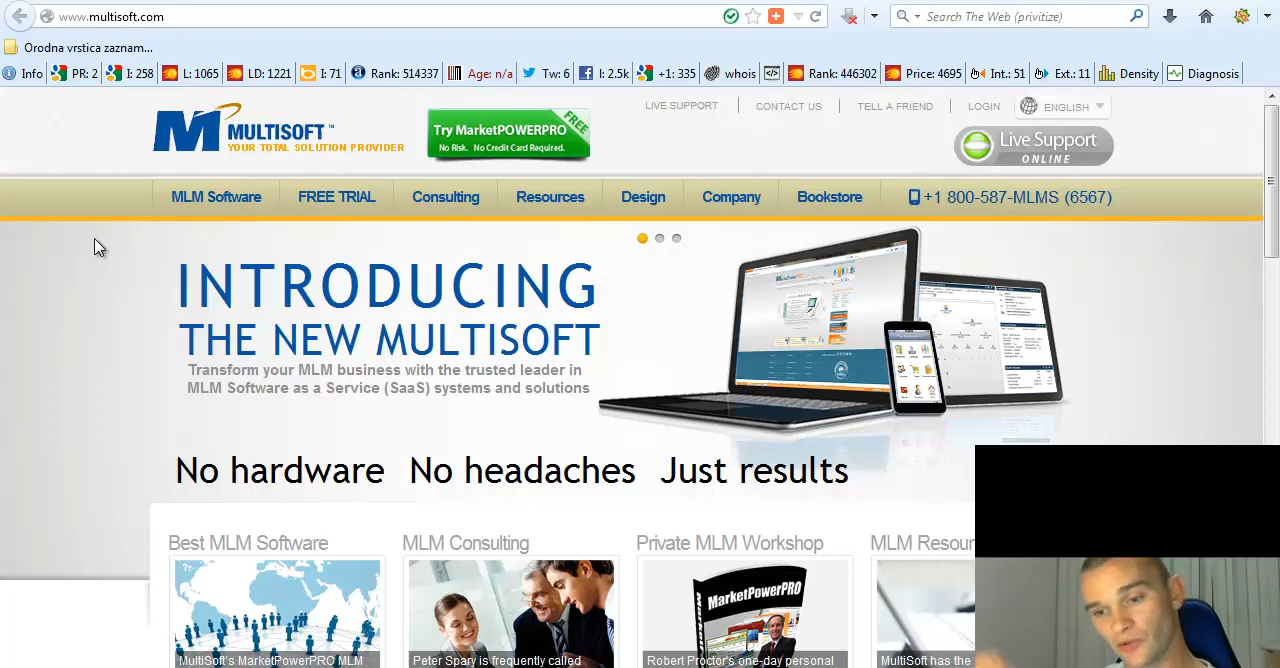 www.multisoft.com
Search The Web (privitize)
Orodna vrstica zaznam...
Info PR: 2 I: 258 L: 1065 LD: 1221 I: 71 Rank: 514337 Age: n/a Tw: 6 I: 2.5k +1: 335 whois Rank: 446302 Price: 4695 Int.: 51 Ext.: 11 Density Diagnosis
LIVE SUPPORT CONTACT US TELL A FRIEND LOGIN ENGLISH
MULTISOFT™
YOUR TOTAL SOLUTION PROVIDER
Try MarketPOWERPRO
No Risk. No Credit Card Required.
FREE
Live Support
ONLINE
MLM Software FREE TRIAL Consulting Resources Design Company Bookstore +1 800-587-MLMS (6567)
INTRODUCING
THE NEW MULTISOFT
Transform your MLM business with the trusted leader in
MLM Software as a Service (SaaS) systems and solutions
No hardware No headaches Just results
Best MLM Software MLM Consulting Private MLM Workshop MLM Resour
MarketPowerPRO
MultiSoft's MarketPowerPRO MLM
Peter Spary is frequently called
Robert Proctor's one-day personal
MultiSoft has the